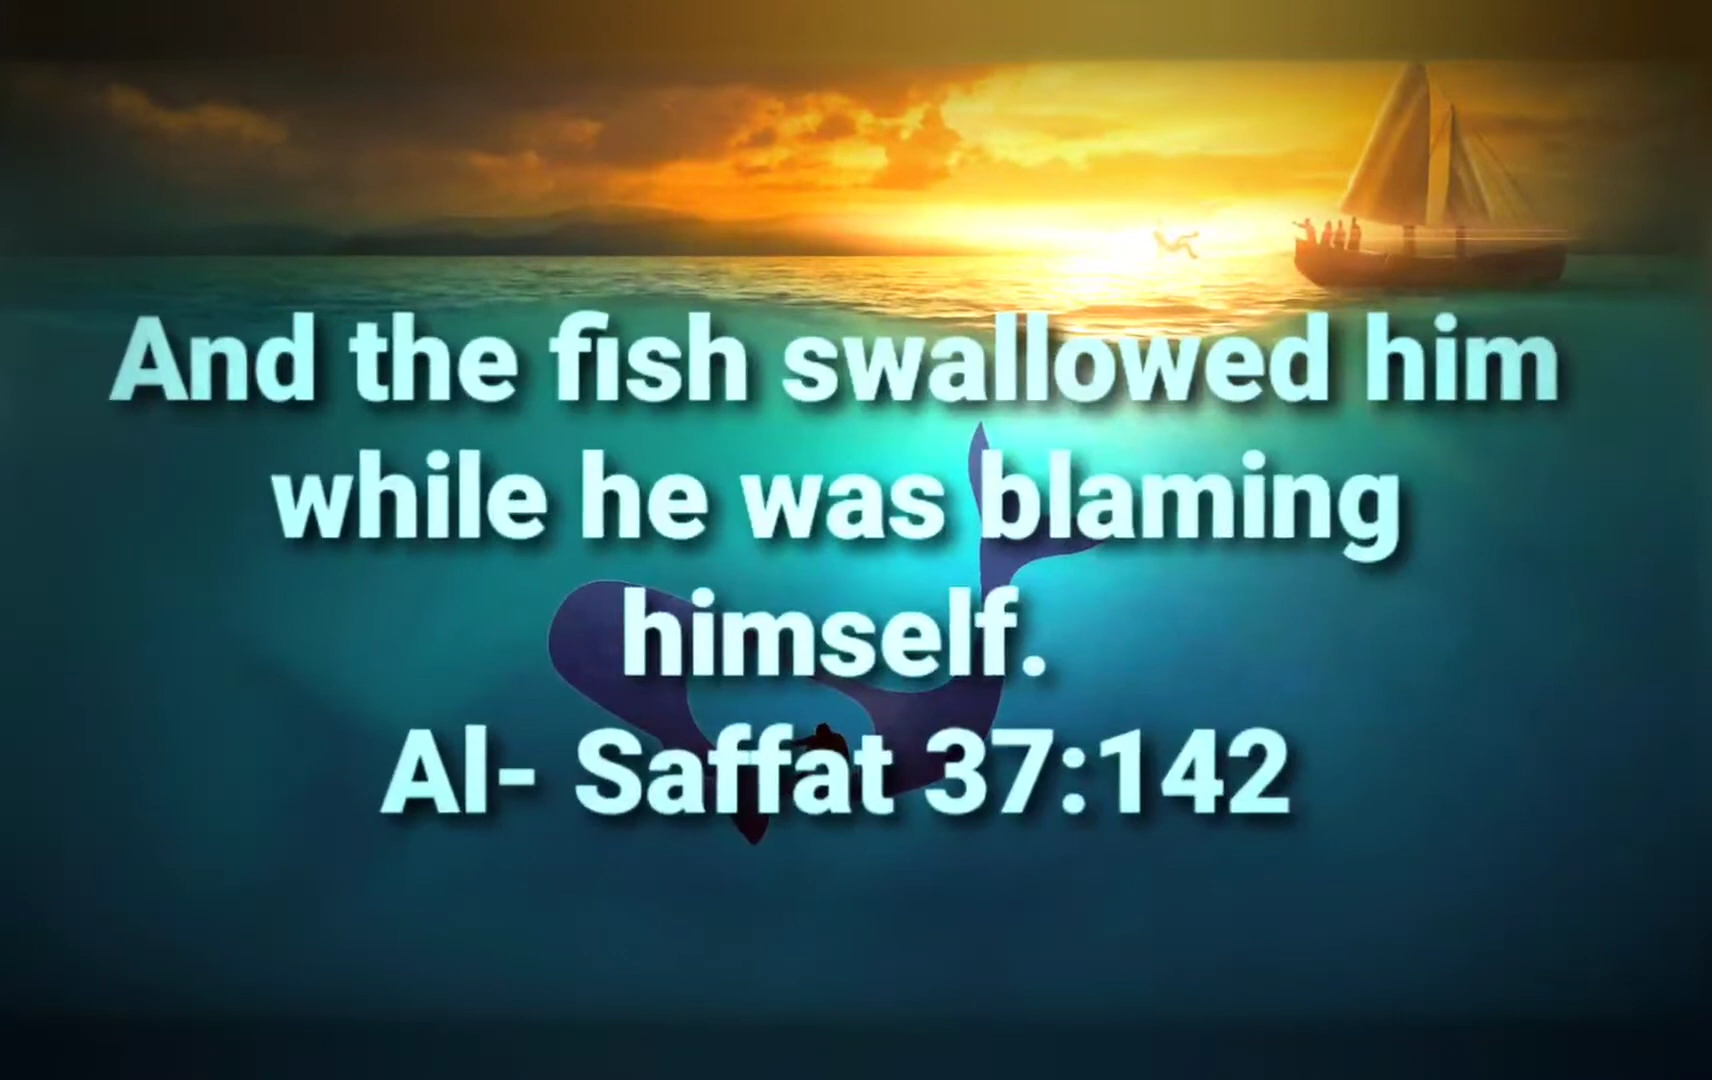 And the fish swallowed him
while he was blaming
himself.
Al- Saffat 37:142